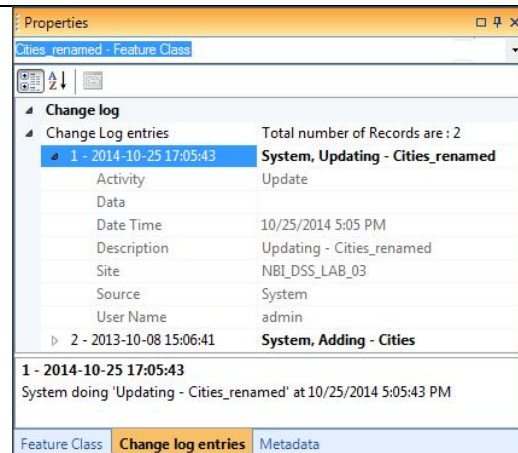 Properties
Cities_renamed - Feature Class
Change log
Change Log entries Total number of Records are : 2
1 - 2014-10-25 17:05:43 System, Updating - Cities_renamed
Activity Update
Data
Date Time 10/25/2014 5:05 PM
Description Updating - Cities_renamed
Site NBI_DSS_LAB_03
Source System
User Name admin
2 - 2013-10-08 15:06:41 System, Adding - Cities
1 - 2014-10-25 17:05:43
System doing 'Updating - Cities_renamed' at 10/25/2014 5:05:43 PM
Feature Class Change log entries Metadata